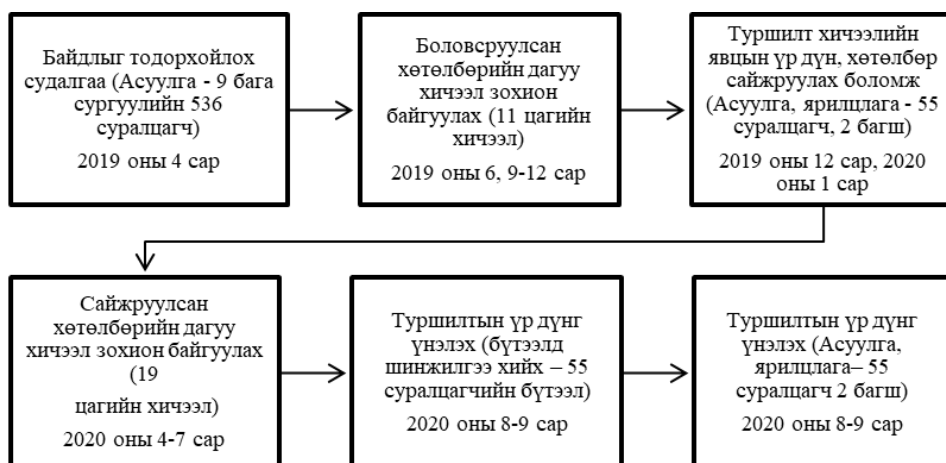 Байдлыг тодорхойлох
судалгаа (Асуулга - 9 бага
сургуулийн 536
суралцагч)
2019 оны 4 сар
Боловсруулсан
хөтөлбөрийн дагуу
хичээл зохион
байгуулах (11 цагийн
хичээл)
2019 оны 6, 9-12 сар
Туршилт хичээлийн
явцын үр дүн, хөтөлбөр
сайжруулах боломж
(Асуулга, ярилцлага - 55
суралцагч, 2 багш)
2019 оны 12 сар, 2020
оны 1 сар
Сайжруулсан
хөтөлбөрийн дагуу
хичээл зохион байгуулах
(19
цагийн хичээл)
2020 оны 4-7 сар
Туршилтын үр дүнг
үнэлэх (бүтээлд
шинжилгээ хийх – 55
суралцагчийн бүтээл)
2020 оны 8-9 сар
Туршилтын үр дүнг
үнэлэх (Асуулга,
ярилцлага– 55
суралцагч 2 багш)
2020 оны 8-9 сар